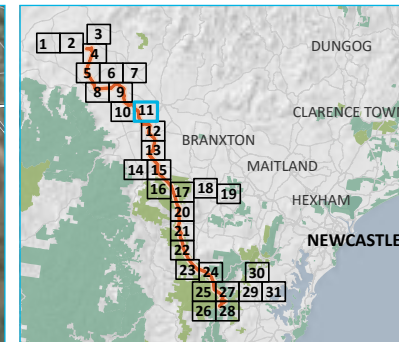 3
1 2
DUNGOG
4
5 6 7
8 9
10 11
CLARENCE TOW
12
BRANXTON
13
MAITLAND
14 15
16 17 18 19
HEXHAM
20
21
NEWCASTLE
22
23 24
30
25 27 29 31
26 28